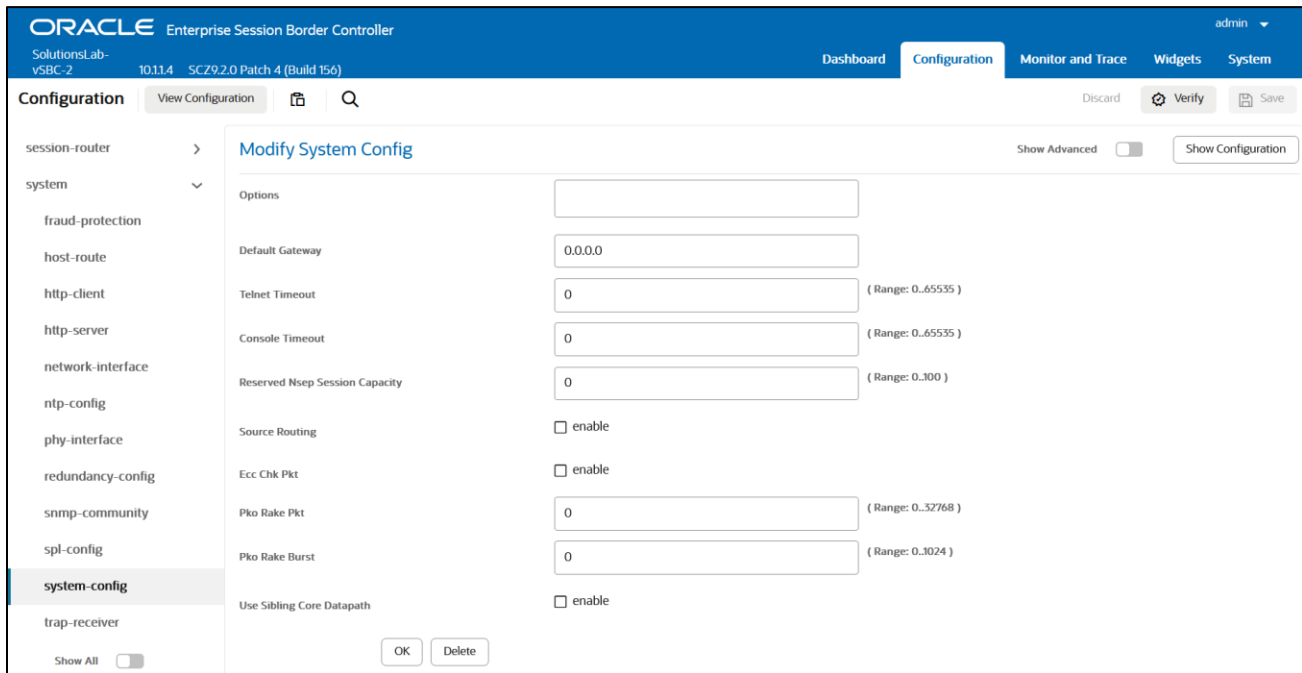 ORACLE Enterprise Session Border Controller
admin
SolutionsLab-
vSBC-2 10.1.1.4 SCZ9.2.0 Patch 4 (Build 156)
Dashboard Configuration Monitor and Trace Widgets System
Configuration View Configuration Discard Verify Save
session-router
Modify System Config Show Advanced Show Configuration
system
Options
fraud-protection
Default Gateway 0.0.0.0
host-route
http-client
Telnet Timeout 0 ( Range: 0..65535 )
http-server
Console Timeout 0 ( Range: 0..65535 )
network-interface
Reserved Nsep Session Capacity 0 ( Range: 0..100 )
ntp-config
Source Routing enable
phy-interface
redundancy-config
Ecc Chk Pkt enable
snmp-community
Pko Rake Pkt 0 ( Range: 0..32768 )
spl-config
Pko Rake Burst 0 ( Range: 0..1024 )
system-config
Use Sibling Core Datapath enable
trap-receiver
OK Delete
Show All